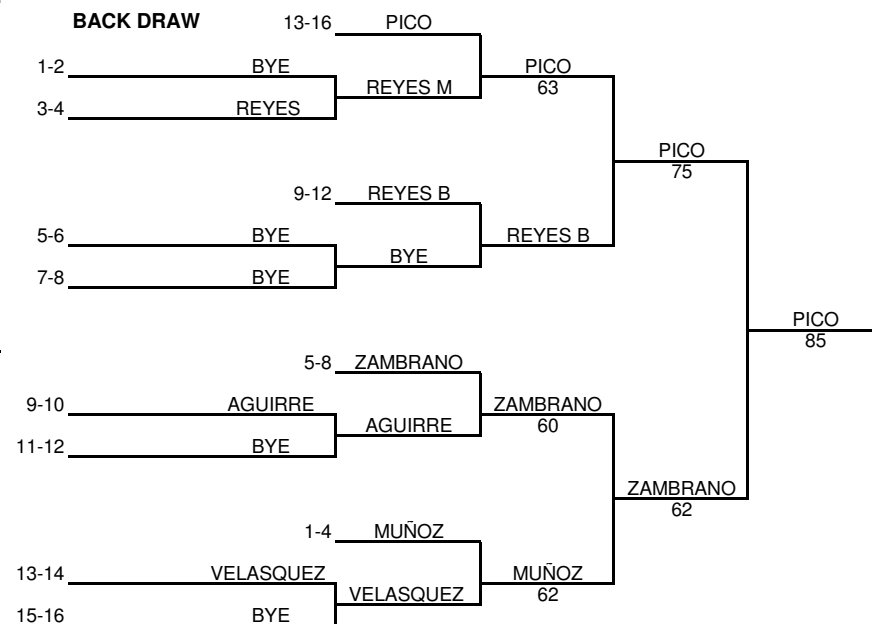 BACK DRAW
13-16 PICO
1-2 BYE PICO
REYES M 63
3-4 REYES
PICO
75
9-12 REYES B
5-6 BYE REYES B
BYE
7-8 BYE
PICO
85
5-8 ZAMBRANO
9-10 AGUIRRE ZAMBRANO
AGUIRRE 60
11-12 BYE
ZAMBRANO
62
1-4 MUÑOZ
13-14 VELASQUEZ MUÑOZ
VELASQUEZ 62
15-16 BYE